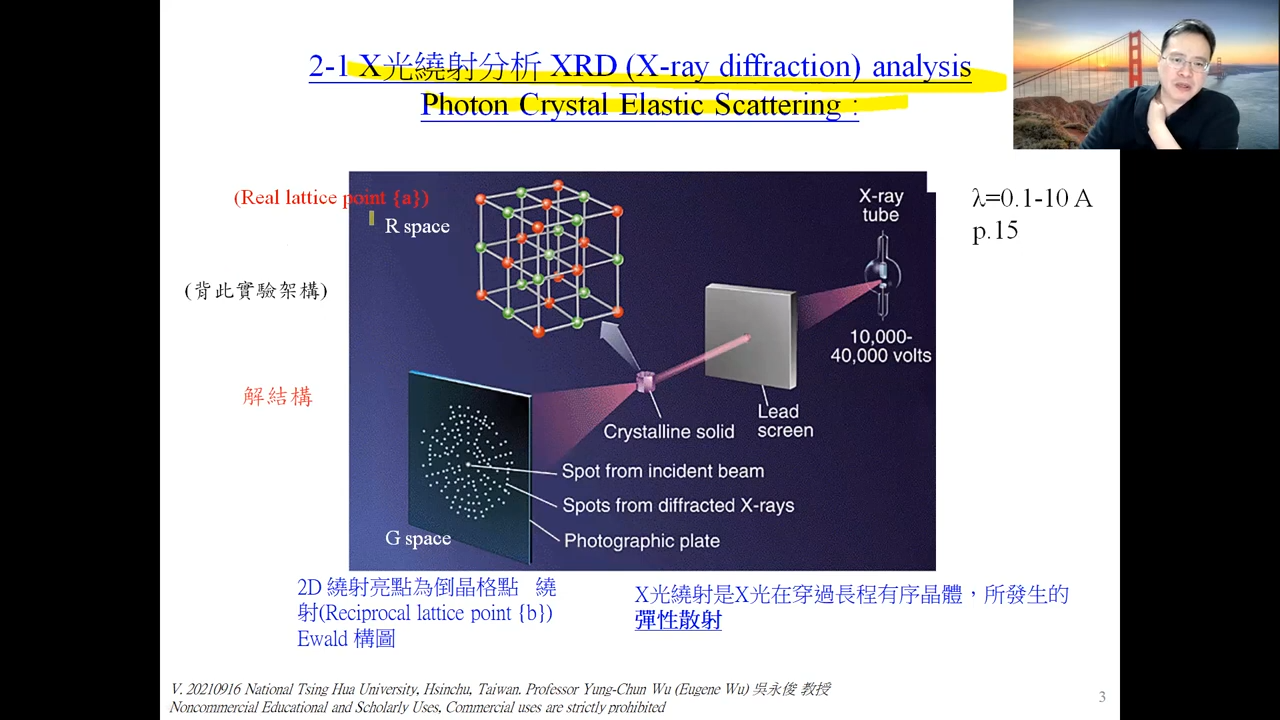 2-1 X光繞射分析 XRD (X-ray diffraction) analysis
Photon Crystal Elastic Scattering :
(Real lattice point {a})
R space
X-ray
tube
λ=0.1-10 A
p.15
(背此實驗架構)
10,000-
40,000 volts
解結構
Lead
screen
Crystalline solid
Spot from incident beam
Spots from diffracted X-rays
G space
Photographic plate
2D 繞射亮點為倒晶格點 繞
射(Reciprocal lattice point {b})
Ewald 構圖
X光繞射是X光在穿過長程有序晶體，所發生的
彈性散射
V. 20210916 National Tsing Hua University, Hsinchu, Taiwan. Professor Yung-Chun Wu (Eugene Wu) 吳永俊 教授
Noncommercial Educational and Scholarly Uses, Commercial uses are strictly prohibited
3